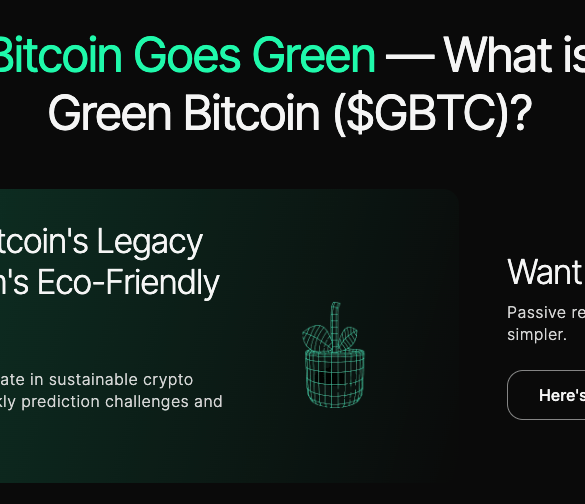 Bitcoin Goes Green — What is
Green Bitcoin ($GBTC)?
tcoin's Legacy
's Eco-Friendly
ate in sustainable crypto
kly prediction challenges and
Want
Passive re
simpler.
Here's